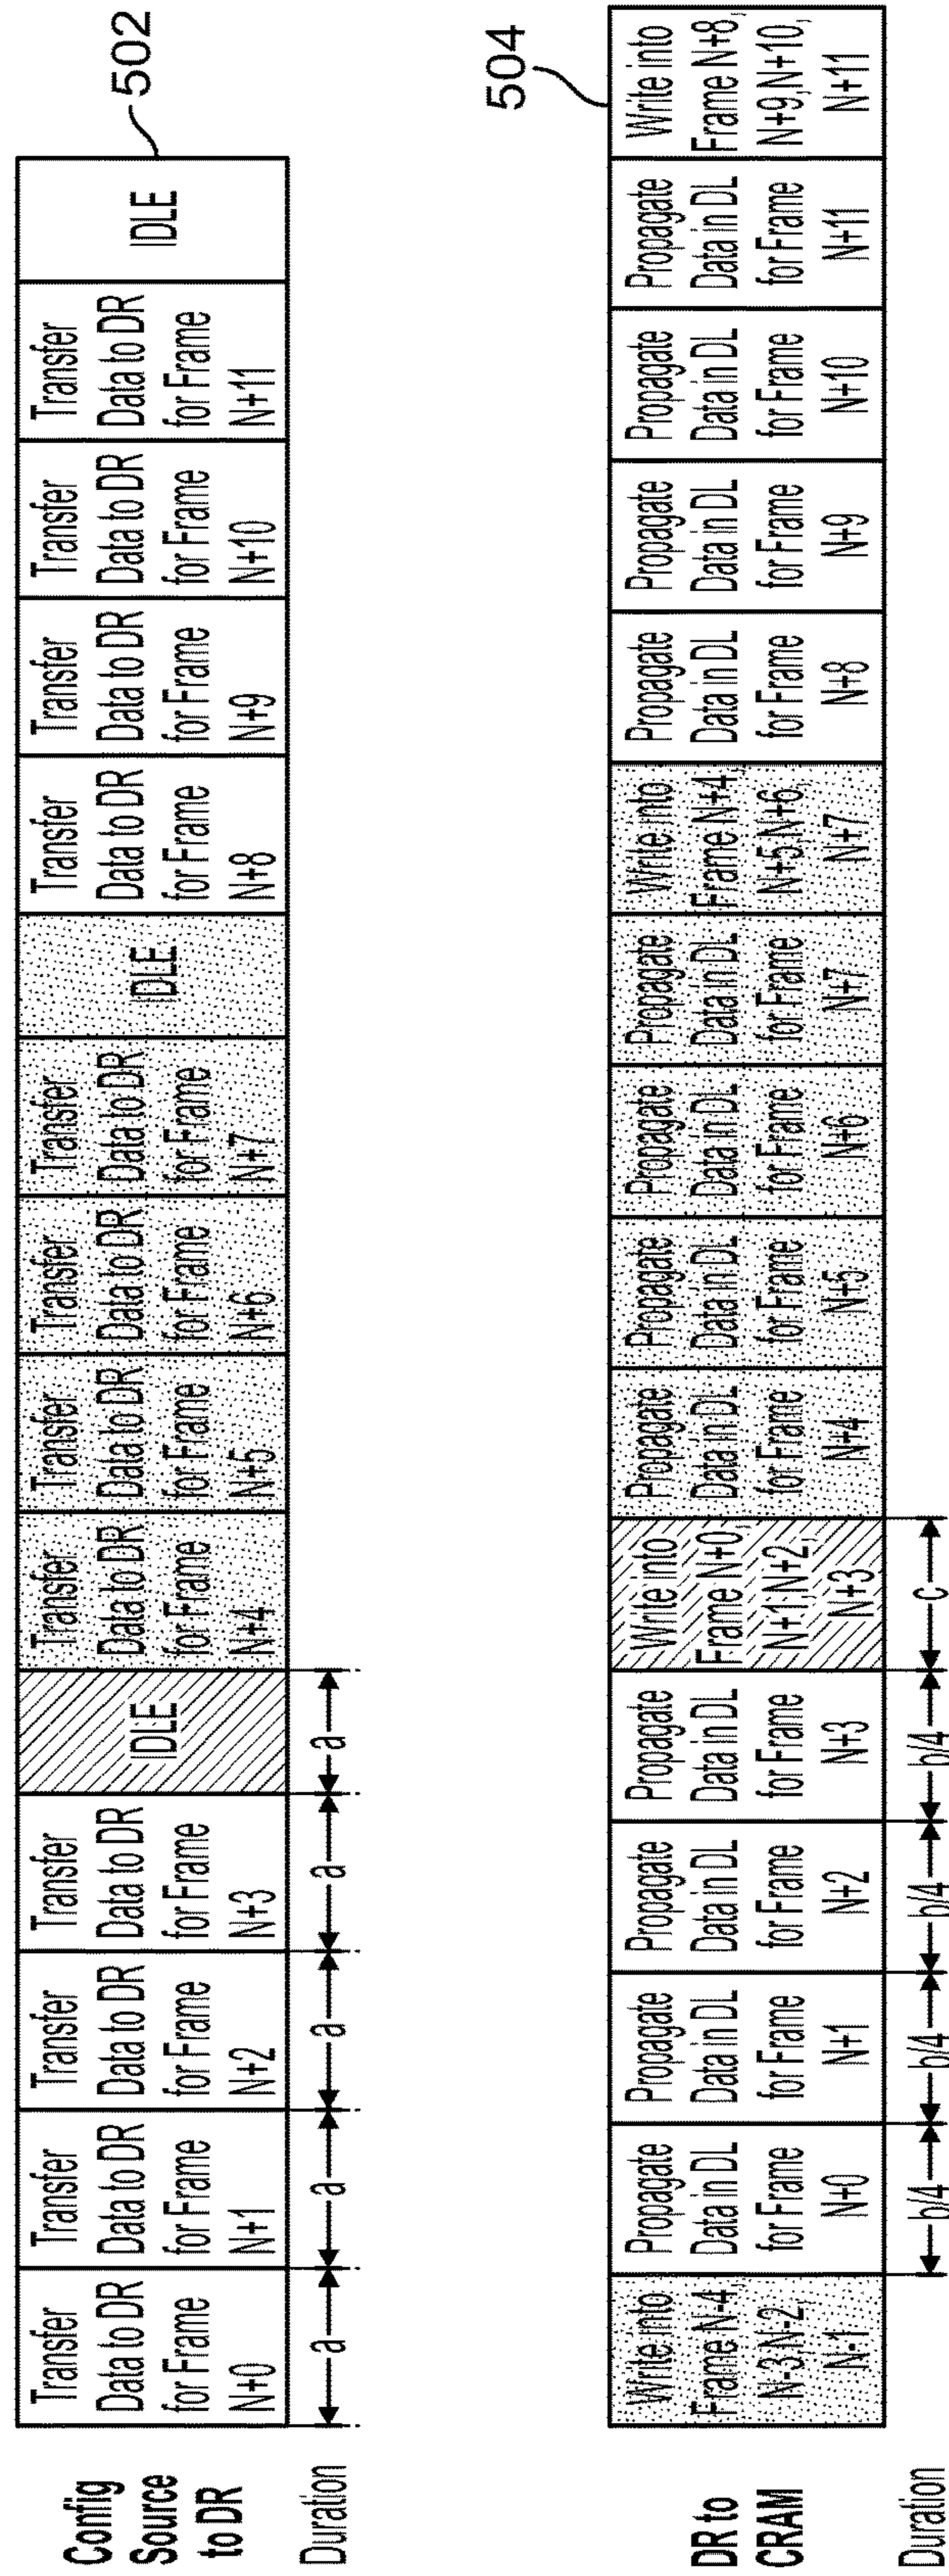 502
Config
Source
to DR
Transfer
Data to DR
for Frame
N+0
Transfer
Data to DR
for Frame
N+1
Transfer
Data to DR
for Frame
N+2
Transfer
Data to DR
for Frame
N+3
IDLE
Transfer
Data to DR
for Frame
N+4
Transfer
Data to DR
for Frame
N+5
Transfer
Data to DR
for Frame
N+6
Transfer
Data to DR
for Frame
N+7
IDLE
Transfer
Data to DR
for Frame
N+8
Transfer
Data to DR
for Frame
N+9
Transfer
Data to DR
for Frame
N+10
Transfer
Data to DR
for Frame
N+11
IDLE
Duration
a
a
a
a
a
504
DR to
CRAM
Write into
Frame N-4,
N-3,N-2,
N-1
Propagate
Data in DL
for Frame
N+0
Propagate
Data in DL
for Frame
N+1
Propagate
Data in DL
for Frame
N+2
Propagate
Data in DL
for Frame
N+3
Write into
Frame N+0,
N+1,N+2,
N+3
Propagate
Data in DL
for Frame
N+4
Propagate
Data in DL
for Frame
N+5
Propagate
Data in DL
for Frame
N+6
Propagate
Data in DL
for Frame
N+7
Write into
Frame N+4,
N+5,N+6,
N+7
Propagate
Data in DL
for Frame
N+8
Propagate
Data in DL
for Frame
N+9
Propagate
Data in DL
for Frame
N+10
Propagate
Data in DL
for Frame
N+11
Write into
Frame N+8,
N+9,N+10,
N+11
Duration
b/4
b/4
b/4
b/4
c